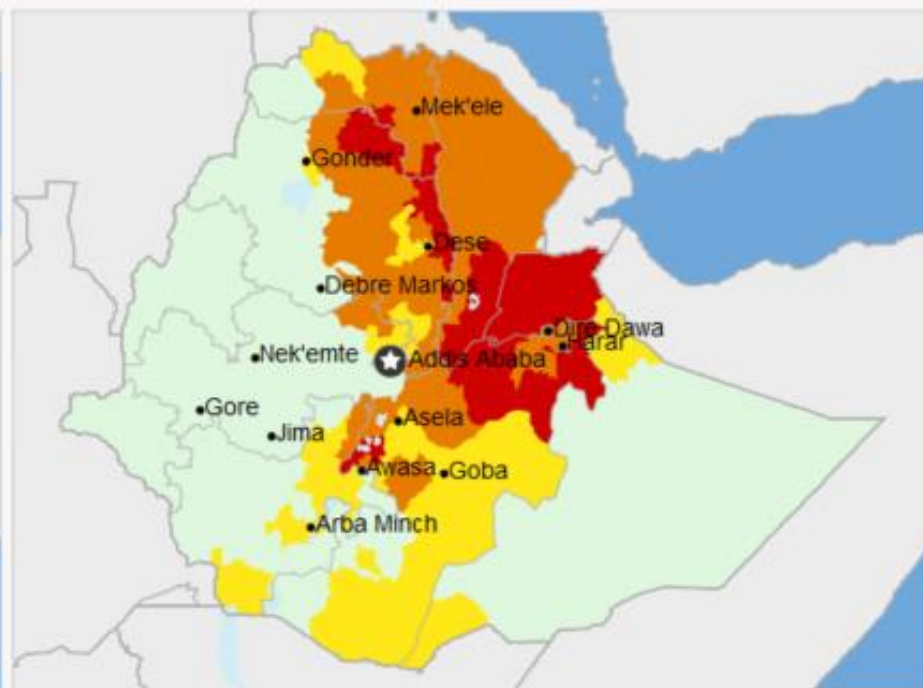 Mek'ele
Gonder
Dese
Debre Markos
Dire Dawa
Harar
Nek'emte
Addis Ababa
Gore
Asela
Jima
Awasa
Goba
Arba Minch